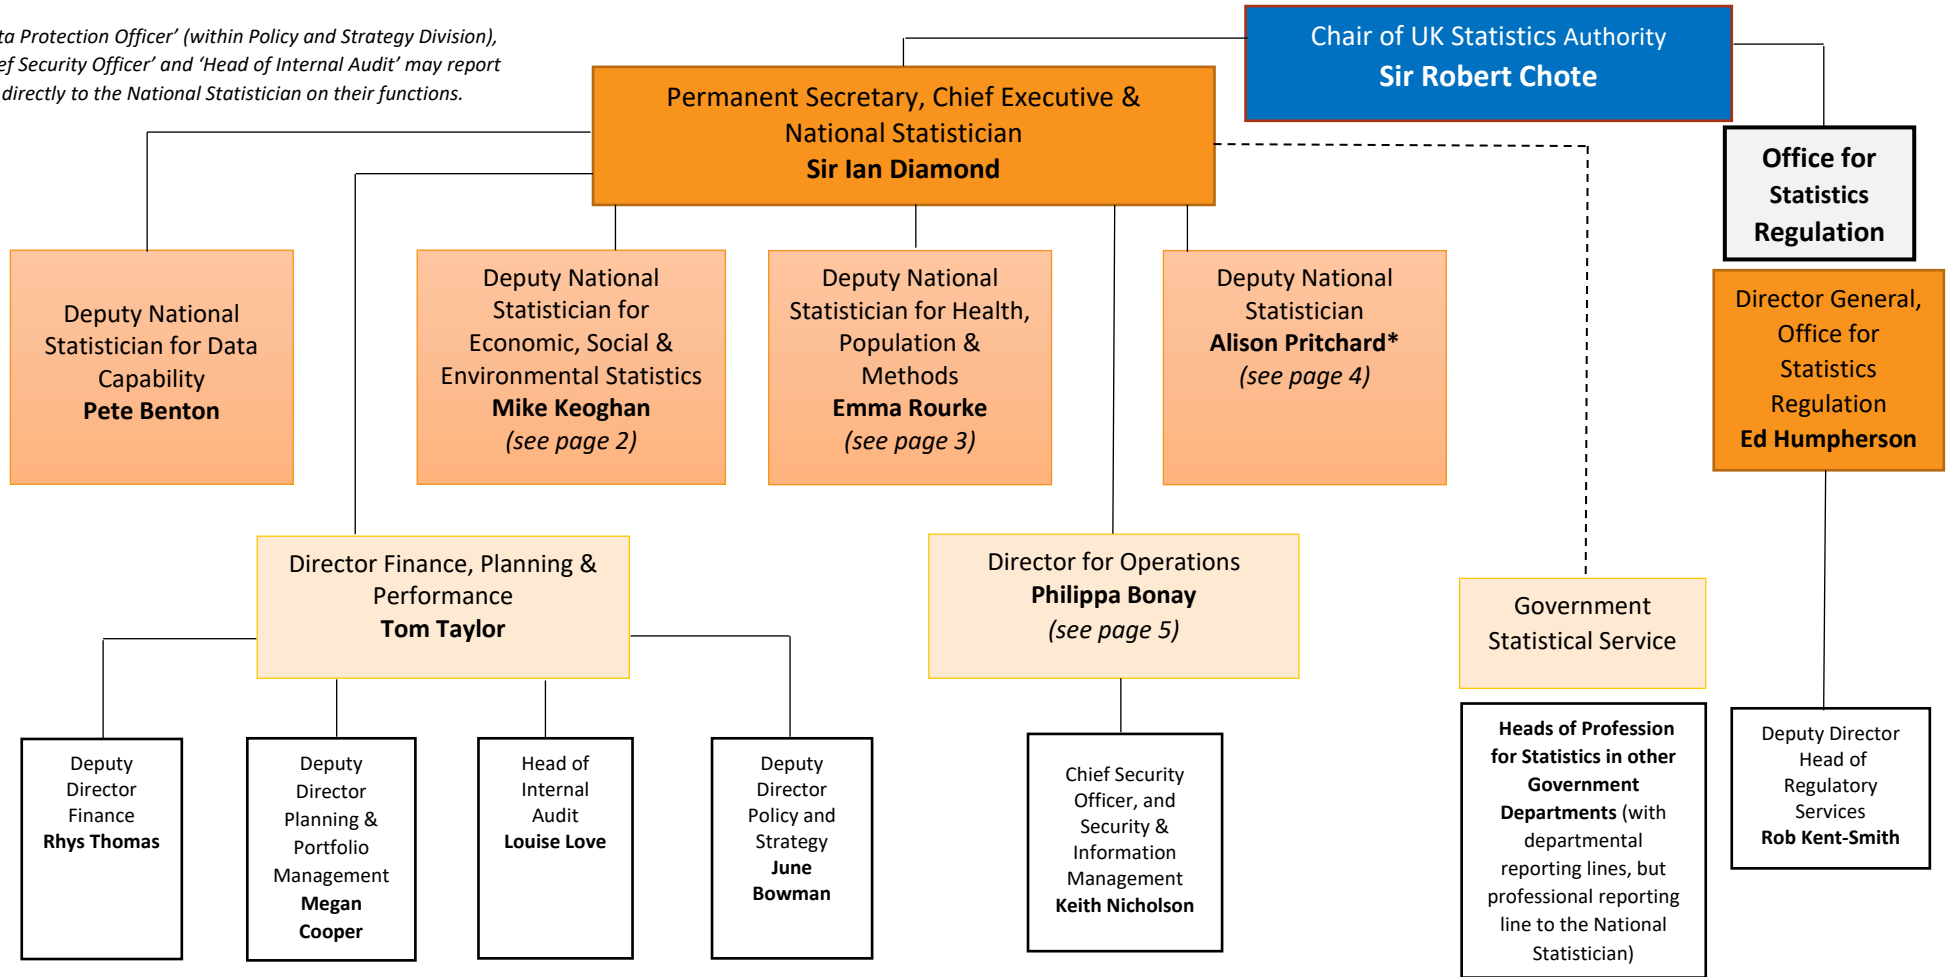 Protection Officer’ (within Policy and Strategy Division),
Security Officer’ and ‘Head of Internal Audit’ may report
directly to the National Statistician on their functions.
Chair of UK Statistics Authority
Sir Robert Chote
Permanent Secretary, Chief Executive &
National Statistician
Sir Ian Diamond
Office for
Statistics
Regulation
Deputy National
Statistician for Data
Capability
Pete Benton
Deputy National
Statistician for
Economic, Social &
Environmental Statistics
Mike Keoghan
(see page 2)
Deputy National
Statistician for Health,
Population &
Methods
Emma Rourke
(see page 3)
Deputy National
Statistician
Alison Pritchard*
(see page 4)
Director General,
Office for
Statistics
Regulation
Ed Humpherson
Director Finance, Planning &
Performance
Tom Taylor
Director for Operations
Philippa Bonay
(see page 5)
Government
Statistical Service
Deputy
Director
Finance
Rhys Thomas
Deputy
Director
Planning &
Portfolio
Management
Megan
Cooper
Head of
Internal
Audit
Louise Love
Deputy
Director
Policy and
Strategy
June
Bowman
Chief Security
Officer, and
Security &
Information
Management
Keith Nicholson
Heads of Profession
for Statistics in other
Government
Departments (with
departmental
reporting lines, but
professional reporting
line to the National
Statistician)
Deputy Director
Head of
Regulatory
Services
Rob Kent-Smith